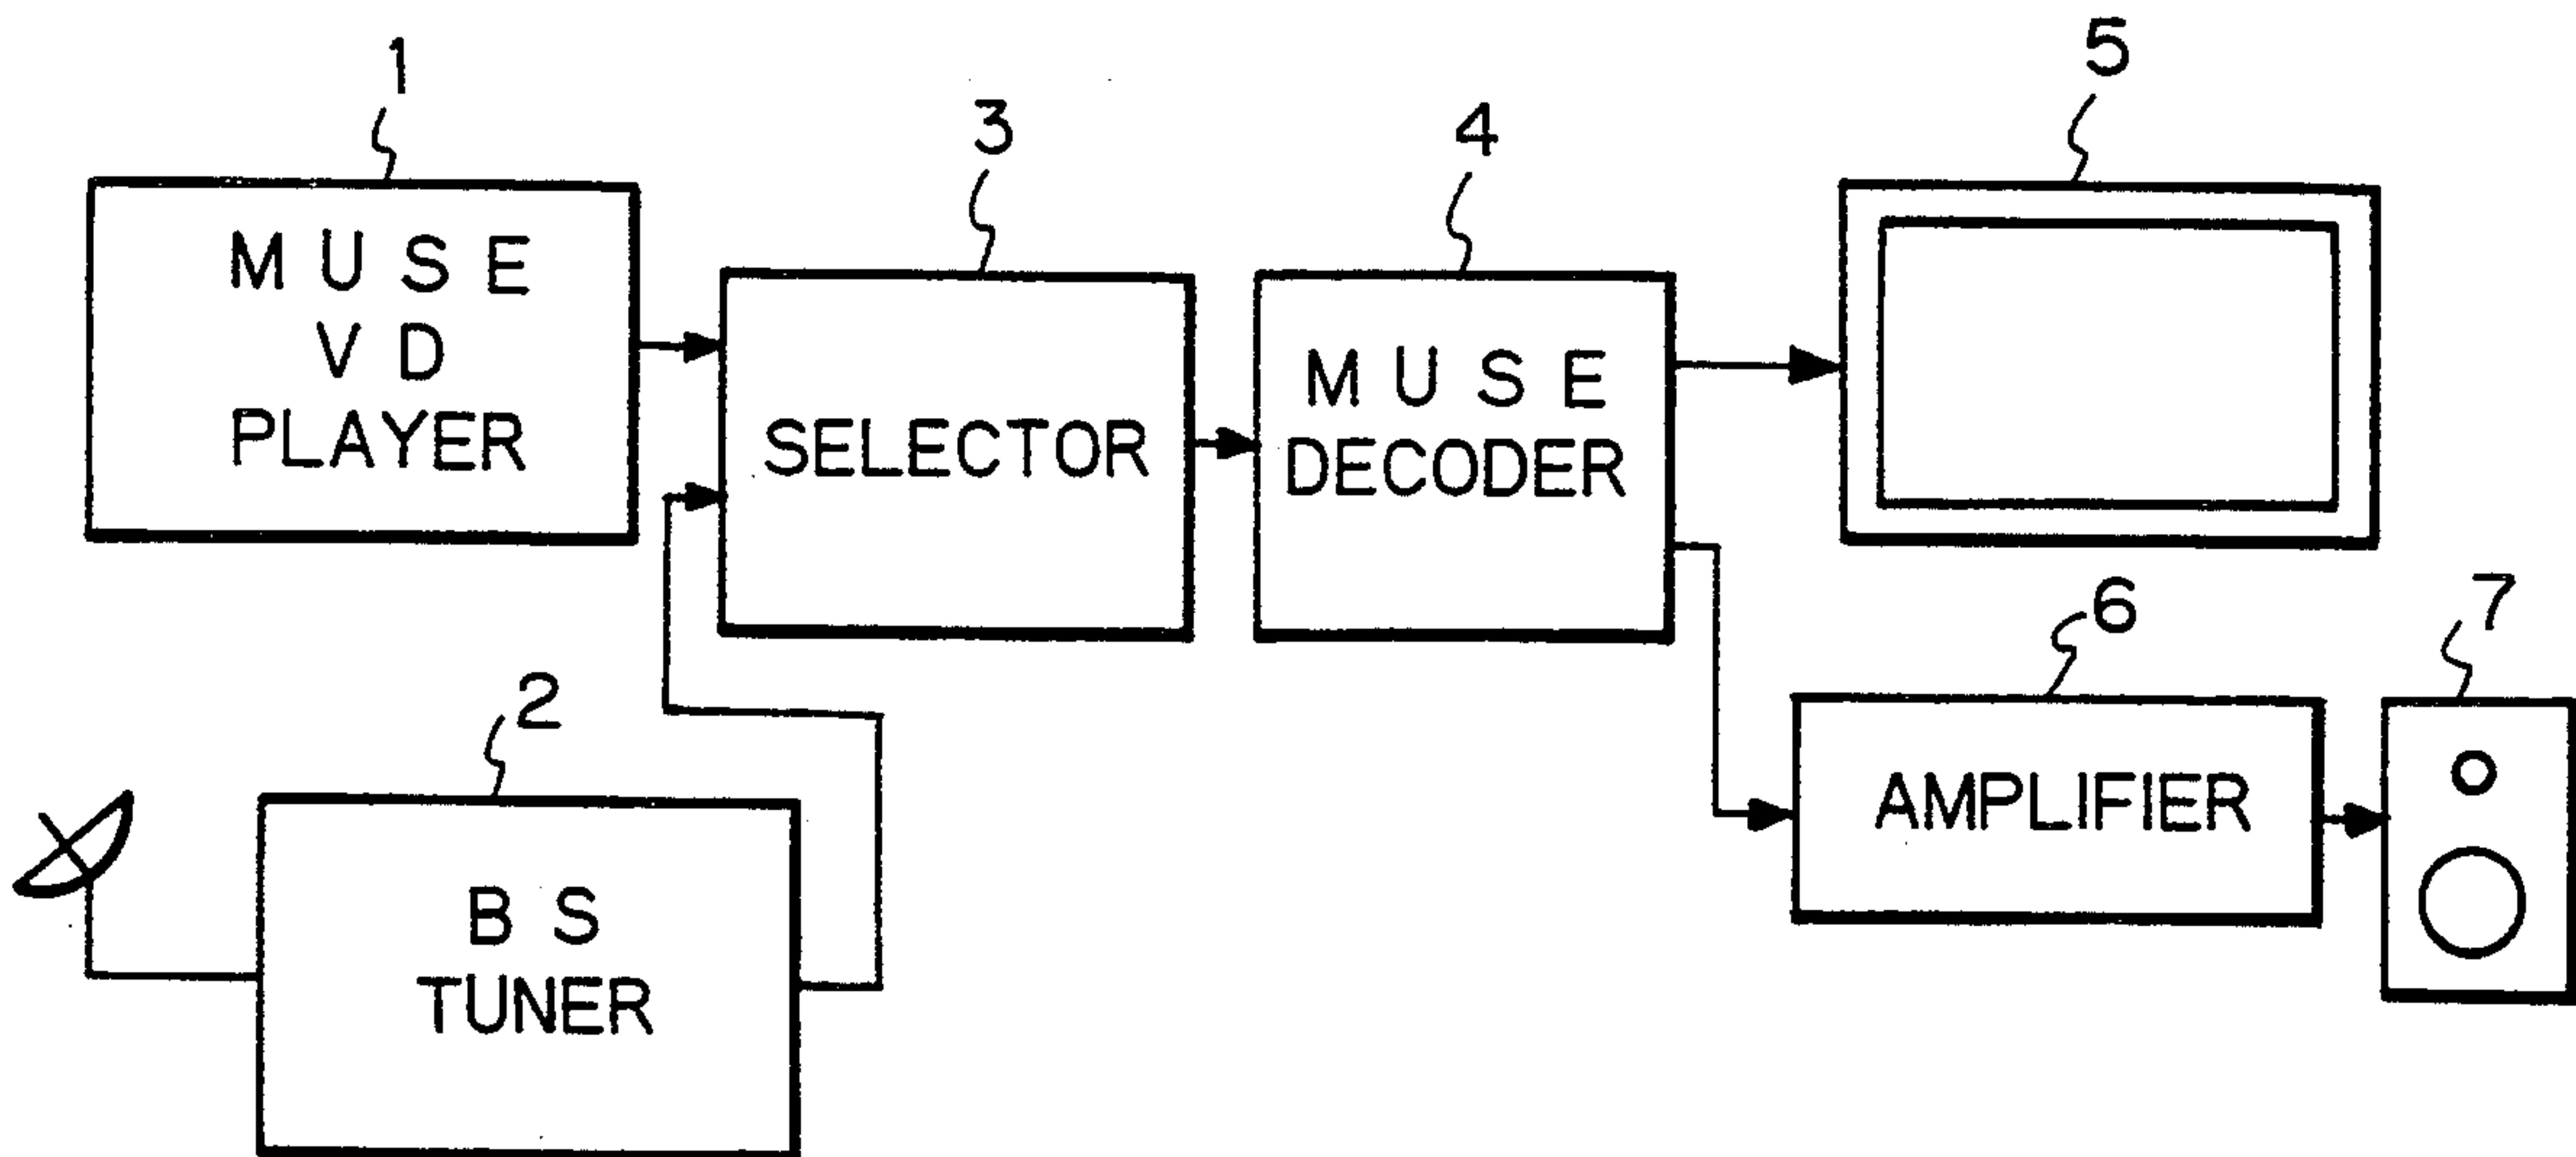 1
M U S E
V D
PLAYER
2
B S
TUNER
3
SELECTOR
4
M U S E
DECODER
5
6
AMPLIFIER
7